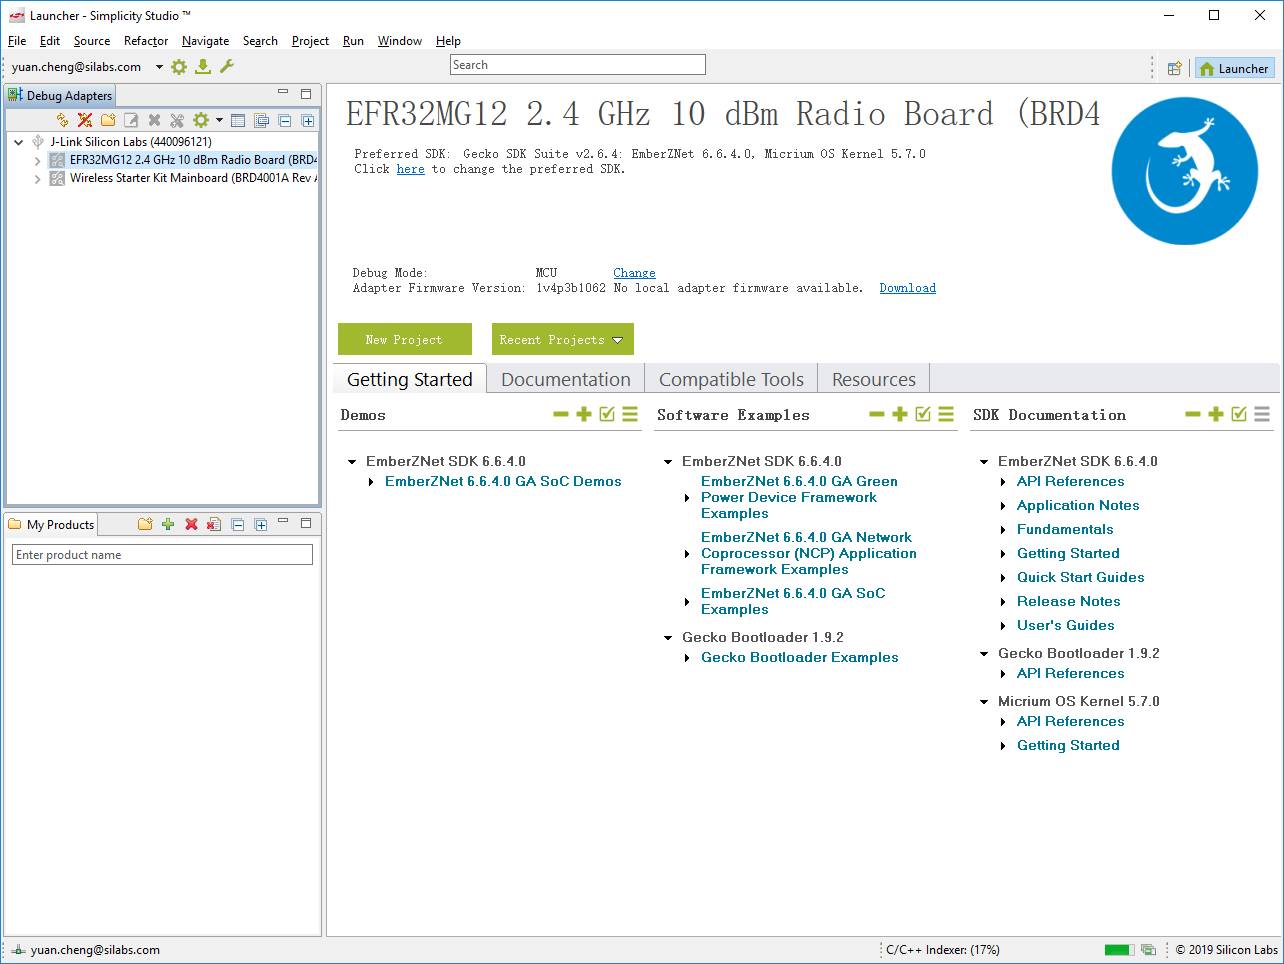 Launcher - Simplicity Studio ™
File Edit Source Refactor Navigate Search Project Run Window Help
yuan.cheng@silabs.com
Search
Launcher
Debug Adapters
J-Link Silicon Labs (440096121)
EFR32MG12 2.4 GHz 10 dBm Radio Board (BRD4
Wireless Starter Kit Mainboard (BRD4001A Rev A
My Products
Enter product name
EFR32MG12 2.4 GHz 10 dBm Radio Board (BRD4
Preferred SDK: Gecko SDK Suite v2.6.4: EmberZNet 6.6.4.0, Micrium OS Kernel 5.7.0
Click here to change the preferred SDK.
Debug Mode: MCU Change
Adapter Firmware Version: 1v4p3b1062 No local adapter firmware available. Download
New Project
Recent Projects
Getting Started Documentation Compatible Tools Resources
Demos
EmberZNet SDK 6.6.4.0
EmberZNet 6.6.4.0 GA SoC Demos
Software Examples
EmberZNet SDK 6.6.4.0
EmberZNet 6.6.4.0 GA Green
Power Device Framework
Examples
EmberZNet 6.6.4.0 GA Network
Coprocessor (NCP) Application
Framework Examples
EmberZNet 6.6.4.0 GA SoC
Examples
Gecko Bootloader 1.9.2
Gecko Bootloader Examples
SDK Documentation
EmberZNet SDK 6.6.4.0
API References
Application Notes
Fundamentals
Getting Started
Quick Start Guides
Release Notes
User's Guides
Gecko Bootloader 1.9.2
API References
Micrium OS Kernel 5.7.0
API References
Getting Started
yuan.cheng@silabs.com
C/C++ Indexer: (17%)
© 2019 Silicon Labs